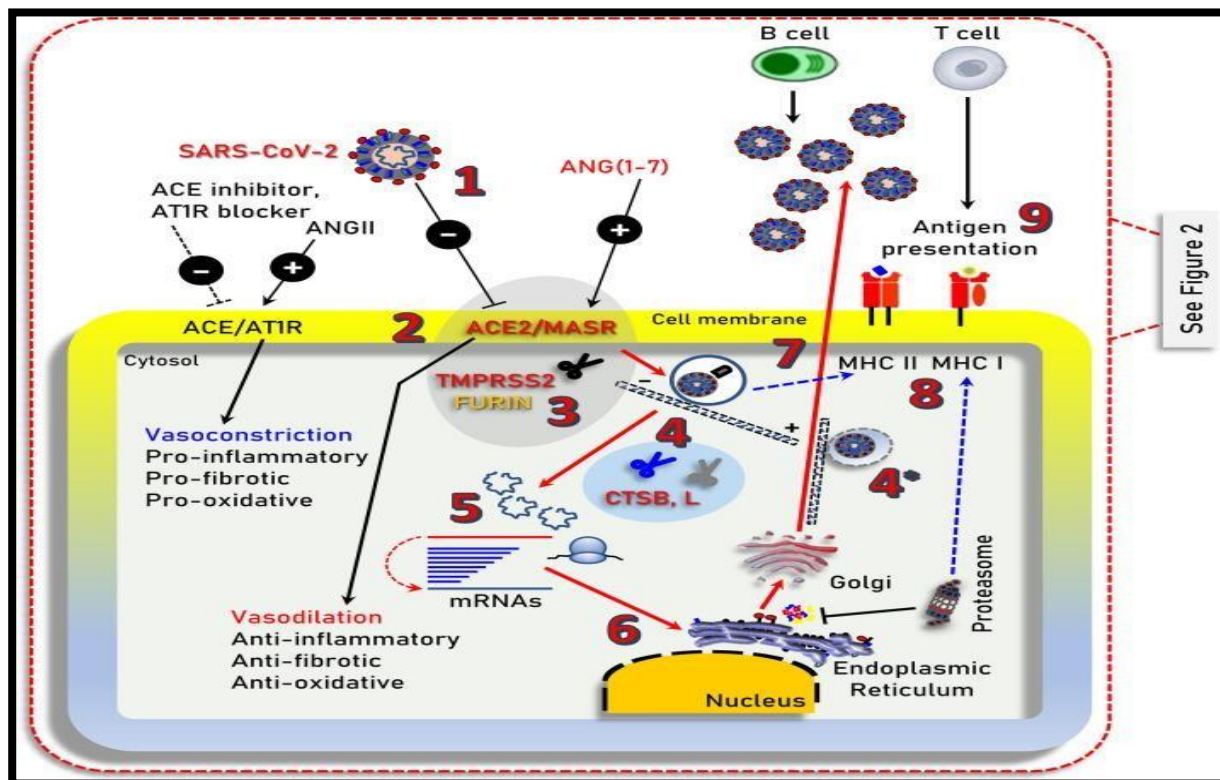 B cell
T cell
SARS-CoV-2
1
ANG(1-7)
ACE inhibitor,
AT1R blocker
ANGII
−
+
−
+
9
Antigen
presentation
See Figure 2
ACE/AT1R
2
ACE2/MASR
Cell membrane
Cytosol
7
MHC II
MHC I
TMPRSS2
FURIN
3
−
8
Vasoconstriction
Pro-inflammatory
Pro-fibrotic
Pro-oxidative
4
+
4*
CTSB, L
5
mRNAs
Golgi
Proteasome
Vasodilation
Anti-inflammatory
Anti-fibrotic
Anti-oxidative
6
Endoplasmic
Reticulum
Nucleus